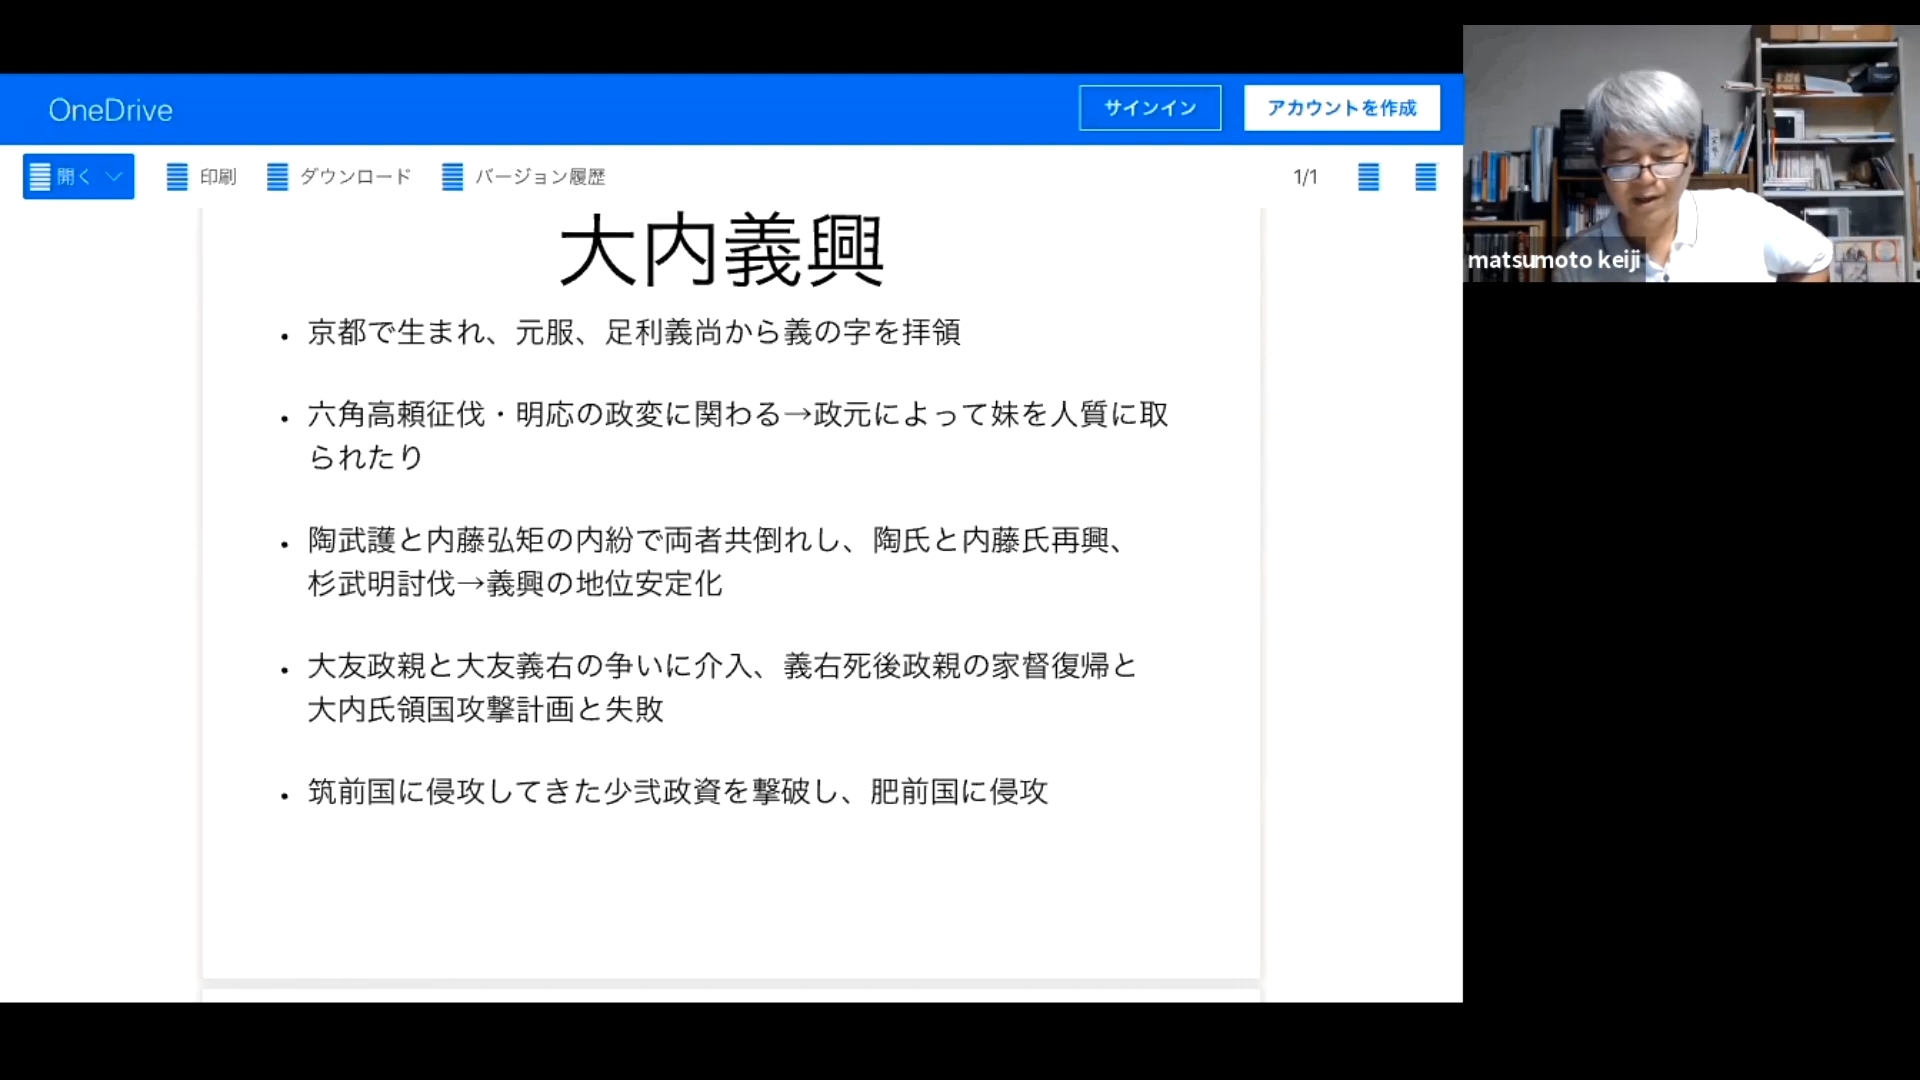 OneDrive
サインイン
アカウントを作成
開く
印刷
ダウンロード
バージョン履歴
1/1
大内義興
• 京都で生まれ、元服、足利義尚から義の字を拝領
• 六角高頼征伐・明応の政変に関わる→政元によって妹を人質に取
られたり
• 陶武護と内藤弘矩の内紛で両者共倒れし、陶氏と内藤氏再興、
杉武明討伐→義興の地位安定化
• 大友政親と大友義右の争いに介入、義右死後政親の家督復帰と
大内氏領国攻撃計画と失敗
• 筑前国に侵攻してきた少弐政資を撃破し、肥前国に侵攻
matsumoto keiji